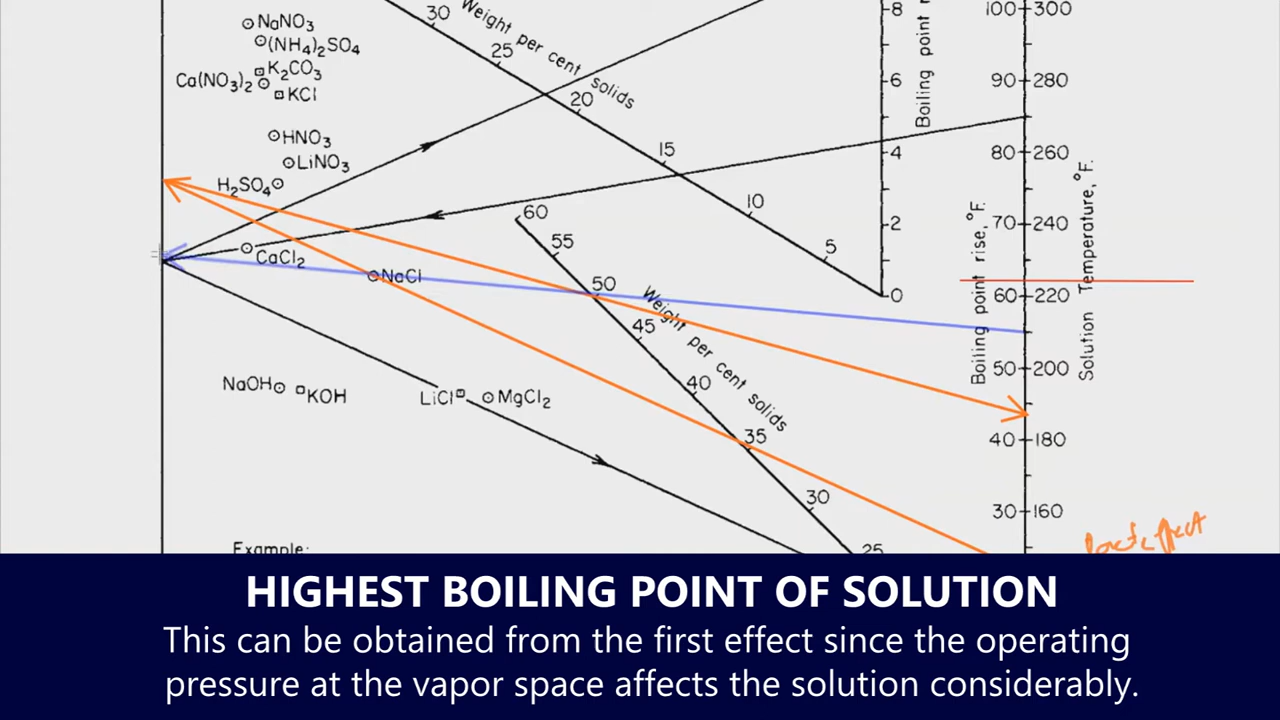 NaNO3
(NH4)2SO4
K2CO3
Ca(NO3)2
KCl
HNO3
LiNO3
H2SO4
CaCl2
NaCl
NaOH
KOH
LiCl
MgCl2
30
Weight per cent solids
25
20
15
10
5
8
6
4
2
0
Boiling point
60
55
50
45
40
35
30
25
Weight per cent solids
Boiling point rise, °F.
100 300
90 280
80 260
70 240
60 220
50 200
40 180
30 160
Solution Temperature, °F.
effect
Example:
HIGHEST BOILING POINT OF SOLUTION
This can be obtained from the first effect since the operating
pressure at the vapor space affects the solution considerably.